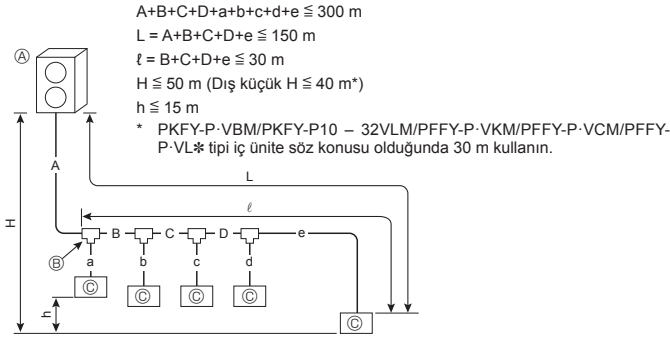 A+B+C+D+a+b+c+d+e ≦ 300 m
L = A+B+C+D+e ≦ 150 m
ℓ = B+C+D+e ≦ 30 m
H ≦ 50 m (Dış küçük H ≦ 40 m*)
h ≦ 15 m
* PKFY-P·VBM/PKFY-P10 – 32VLM/PFFY-P·VKM/PFFY-P·VCM/PFFY-
P·VL✽ tipi iç ünite söz konusu olduğunda 30 m kullanın.
Ⓐ
A
L
H
ℓ
B C D e
Ⓑ
a b c d
Ⓒ Ⓒ Ⓒ Ⓒ
h
Ⓒ